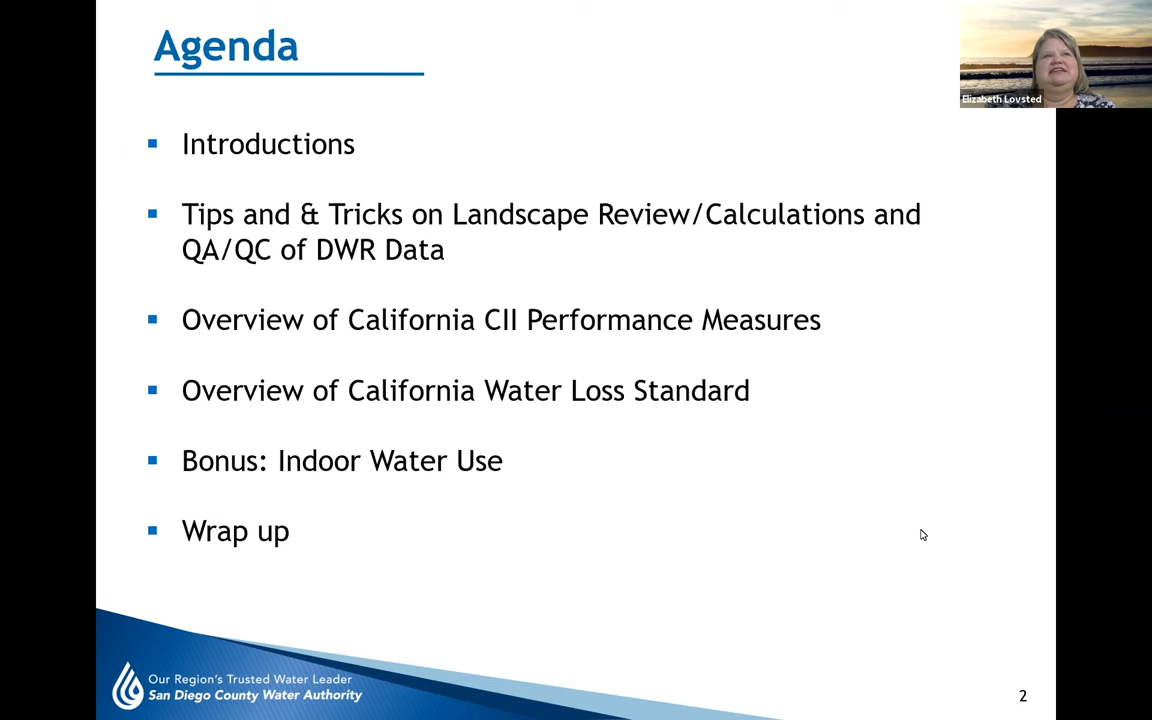 Agenda
Elizabeth Lovsted
▪ Introductions
▪ Tips and & Tricks on Landscape Review/Calculations and
QA/QC of DWR Data
▪ Overview of California CII Performance Measures
▪ Overview of California Water Loss Standard
▪ Bonus: Indoor Water Use
▪ Wrap up
Our Region's Trusted Water Leader
San Diego County Water Authority
2